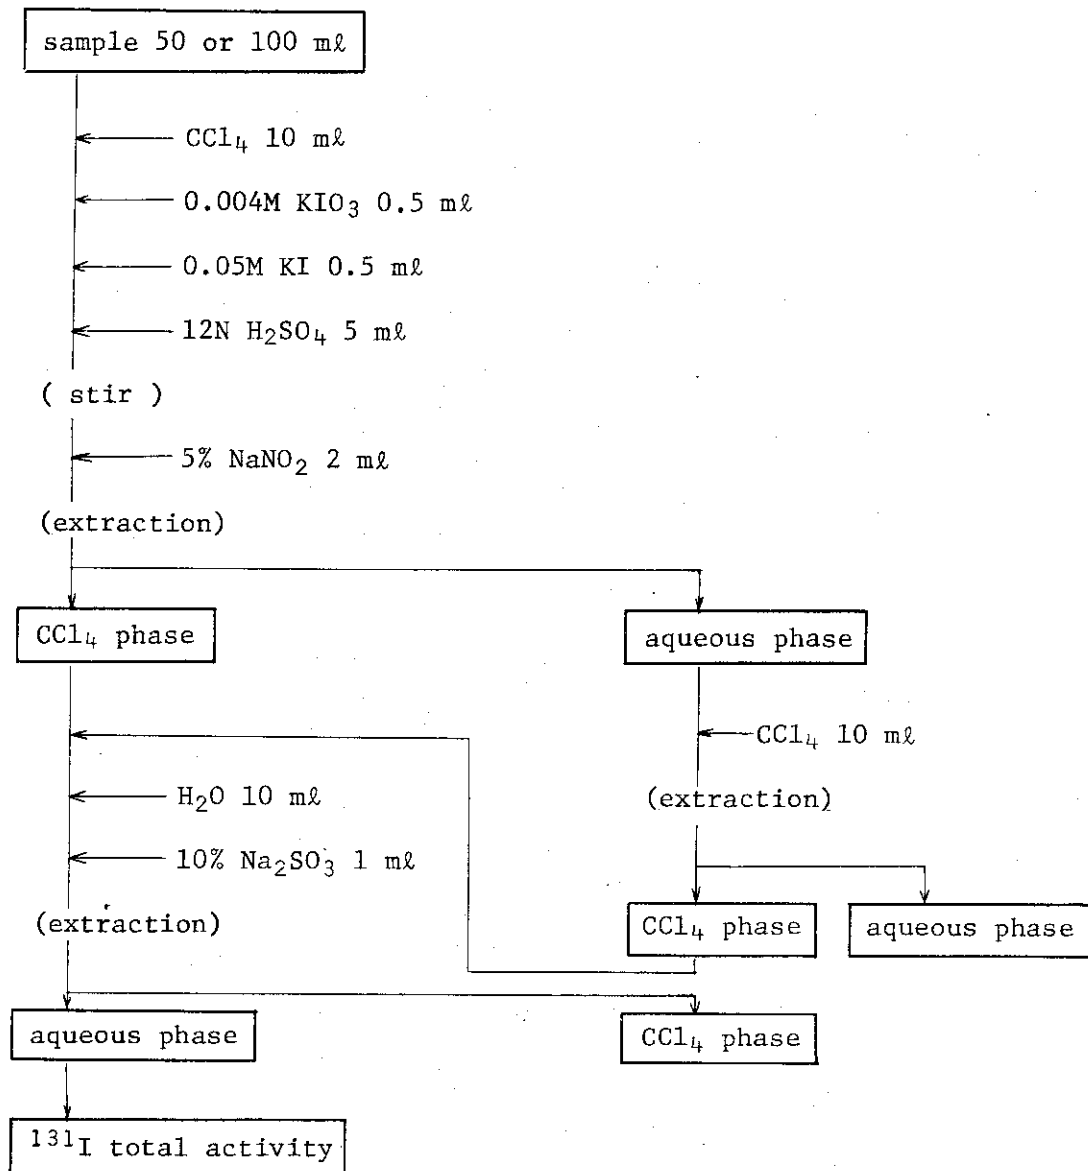 sample 50 or 100 mℓ
CCl₄ 10 mℓ
0.004M KIO₃ 0.5 mℓ
0.05M KI 0.5 mℓ
12N H₂SO₄ 5 mℓ
( stir )
5% NaNO₂ 2 mℓ
(extraction)
CCl₄ phase
aqueous phase
CCl₄ 10 mℓ
H₂O 10 mℓ
(extraction)
10% Na₂SO₃ 1 mℓ
(extraction)
CCl₄ phase
aqueous phase
aqueous phase
CCl₄ phase
¹³¹I total activity